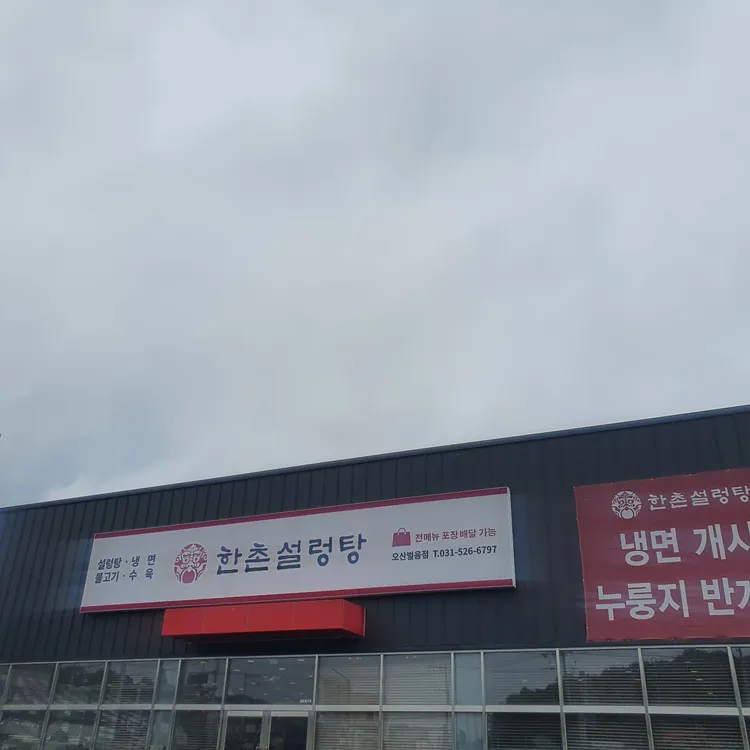 설렁탕·냉면
불고기·수육
한촌설렁탕
전메뉴 포장 배달 가능
오산벌음점 T.031-526-6797
한촌설렁탕
냉면 개시
누룽지